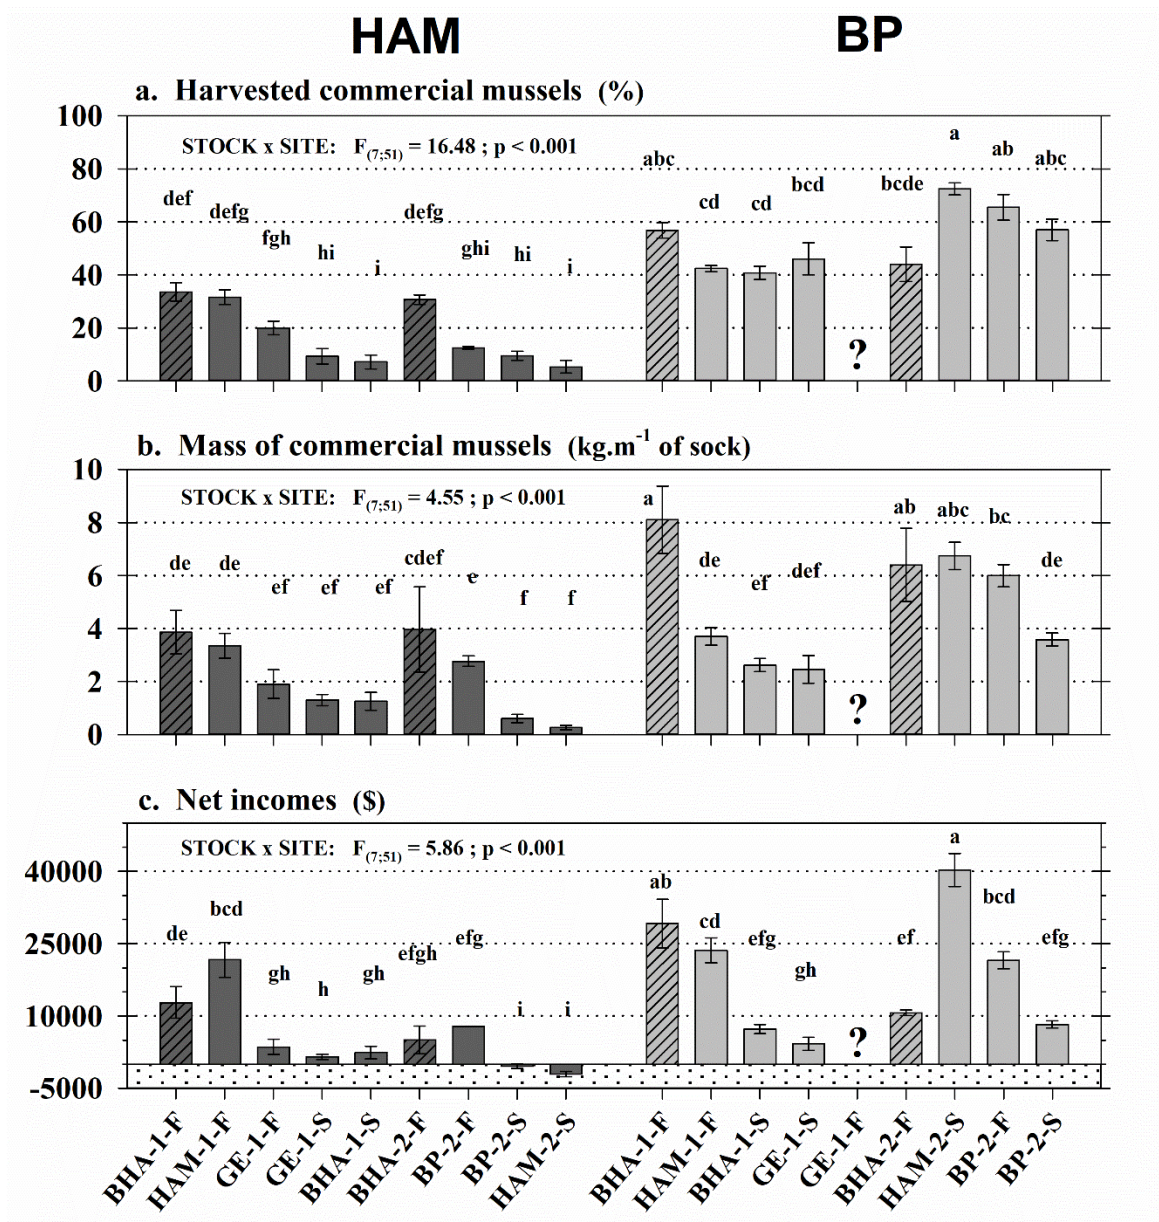 HAM BP
a. Harvested commercial mussels (%)
100
80
60
40
20
0
STOCK x SITE: F(7;51) = 16.48 ; p < 0.001
def defg fgh hi i defg ghi hi i abc cd cd bcd ? bcde a ab abc
b. Mass of commercial mussels (kg.m-1 of sock)
10
8
6
4
2
0
STOCK x SITE: F(7;51) = 4.55 ; p < 0.001
de de ef ef ef cdef e f f a de ef def ? ab abc bc de
c. Net incomes ($)
40000
25000
10000
-5000
STOCK x SITE: F(7;51) = 5.86 ; p < 0.001
de bcd gh h gh efgh efg i i ab cd efg gh ? ef a bcd efg
BHA-1-F HAM-1-F GE-1-F GE-1-S BHA-1-S BHA-2-F BP-2-F BP-2-S HAM-2-S BHA-1-F HAM-1-F BHA-1-S GE-1-S GE-1-F BHA-2-F HAM-2-S BP-2-F BP-2-S